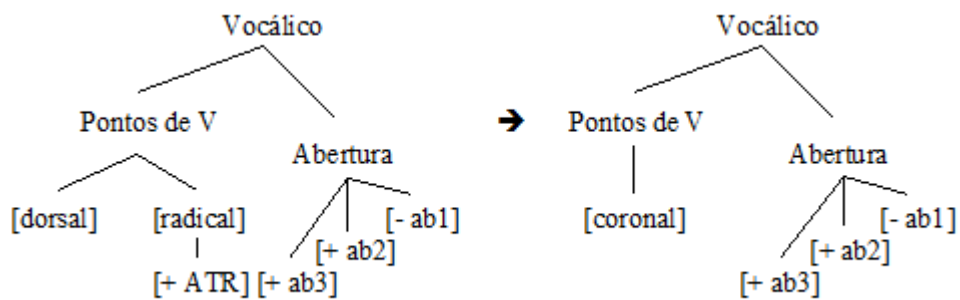 Vocálico Vocálico
Pontos de V ➔ Pontos de V
Abertura Abertura
[dorsal] [radical] [- ab1] [coronal] [- ab1]
[+ ab2] [+ ab2]
[+ ATR] [+ ab3] [+ ab3]